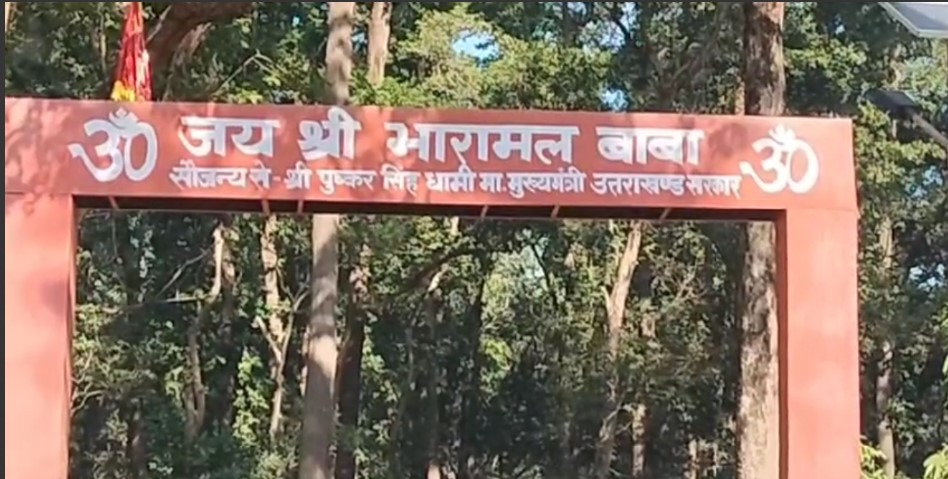 ॐ जय श्री भारामल बाबा ॐ
सौजन्य से - श्री पुष्कर सिंह धामी मा. मुख्यमंत्री उत्तराखण्ड सरकार